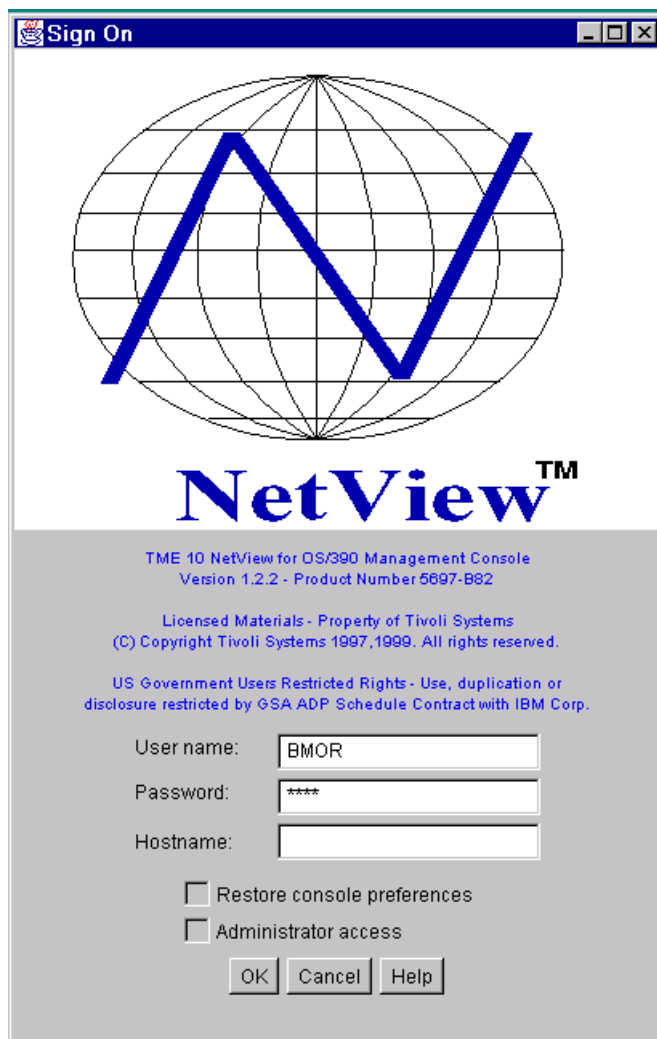 Sign On
NetView™
TME 10 NetView for OS/390 Management Console
Version 1.2.2 - Product Number 5697-B82
Licensed Materials - Property of Tivoli Systems
(C) Copyright Tivoli Systems 1997,1999. All rights reserved.
US Government Users Restricted Rights - Use, duplication or
disclosure restricted by GSA ADP Schedule Contract with IBM Corp.
User name: BMOR
Password: ****
Hostname:
Restore console preferences
Administrator access
OK Cancel Help